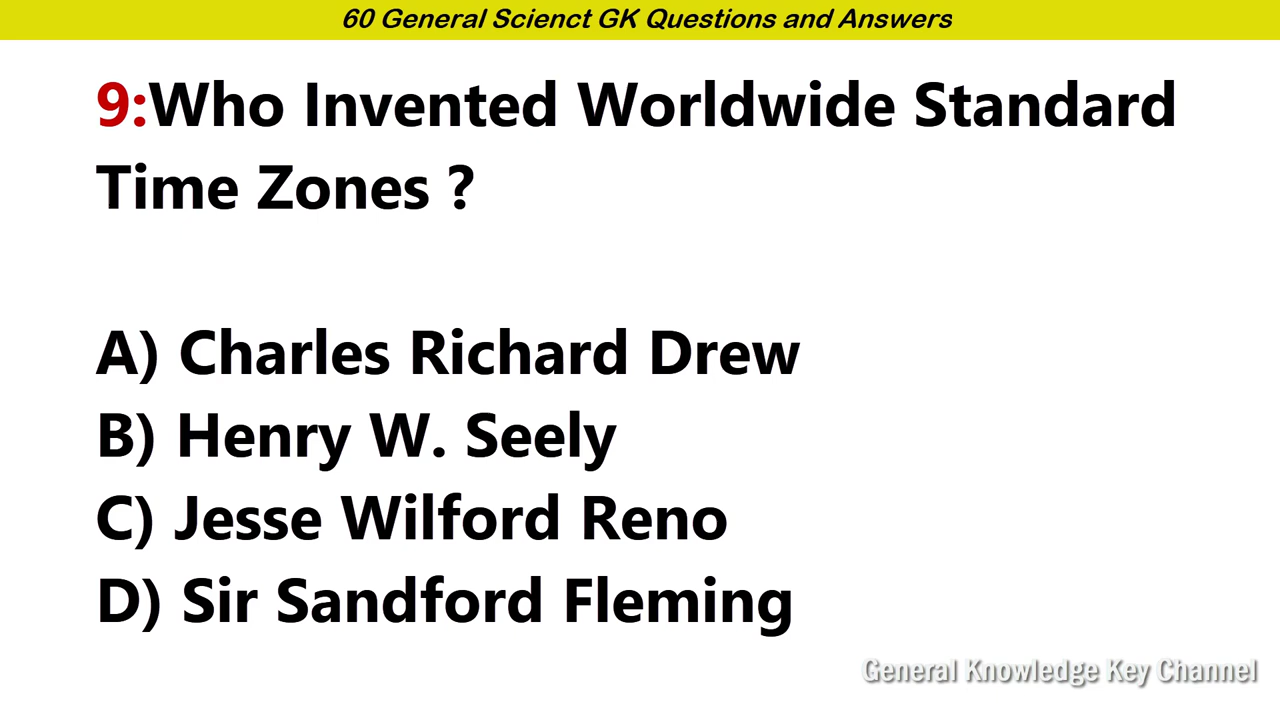 60 General Scienct GK Questions and Answers
9:Who Invented Worldwide Standard
Time Zones ?
A) Charles Richard Drew
B) Henry W. Seely
C) Jesse Wilford Reno
D) Sir Sandford Fleming
General Knowledge Key Channel